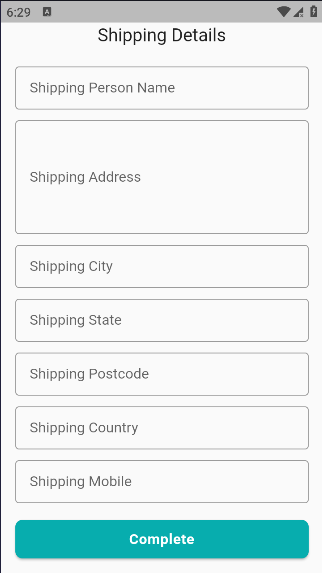 6:29
A
Shipping Details
Shipping Person Name
Shipping Address
Shipping City
Shipping State
Shipping Postcode
Shipping Country
Shipping Mobile
Complete